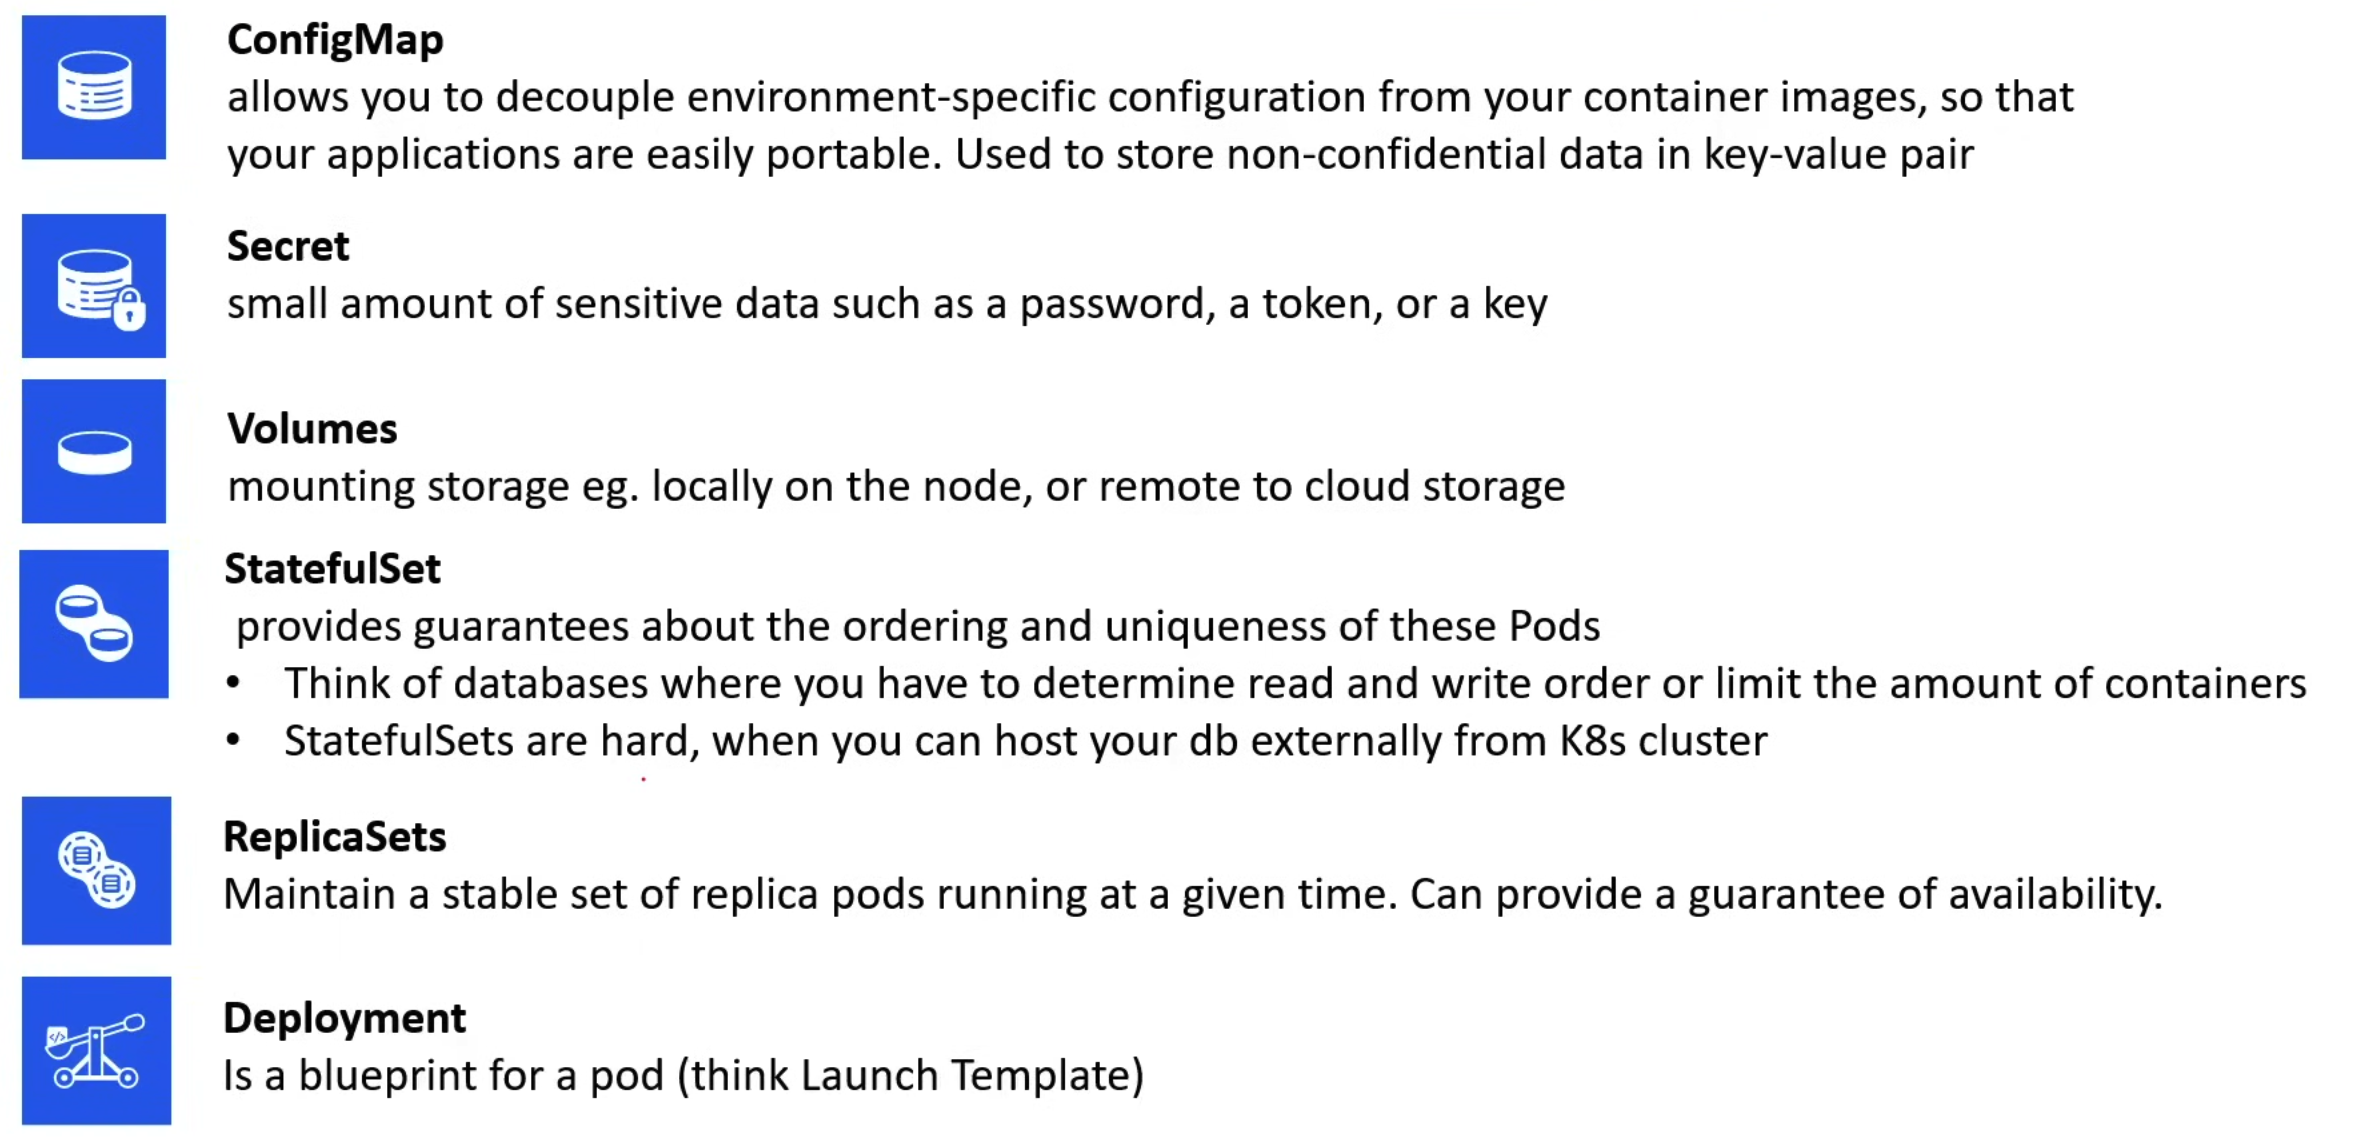 ConfigMap
allows you to decouple environment-specific configuration from your container images, so that
your applications are easily portable. Used to store non-confidential data in key-value pair
Secret
small amount of sensitive data such as a password, a token, or a key
Volumes
mounting storage eg. locally on the node, or remote to cloud storage
StatefulSet
provides guarantees about the ordering and uniqueness of these Pods
• Think of databases where you have to determine read and write order or limit the amount of containers
• StatefulSets are hard, when you can host your db externally from K8s cluster
ReplicaSets
Maintain a stable set of replica pods running at a given time. Can provide a guarantee of availability.
Deployment
</>
Is a blueprint for a pod (think Launch Template)